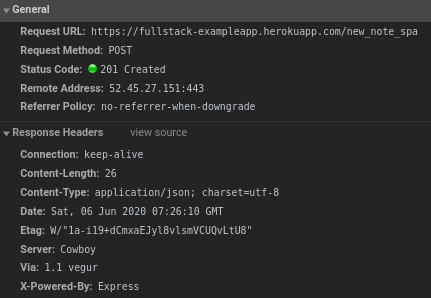 General
Request URL: https://fullstack-exampleapp.herokuapp.com/new_note_spa
Request Method: POST
Status Code: 201 Created
Remote Address: 52.45.27.151:443
Referrer Policy: no-referrer-when-downgrade
Response Headers view source
Connection: keep-alive
Content-Length: 26
Content-Type: application/json; charset=utf-8
Date: Sat, 06 Jun 2020 07:26:10 GMT
Etag: W/"1a-i19+dCmxaEJyl8vlsmVCUQvLtU8"
Server: Cowboy
Via: 1.1 vegur
X-Powered-By: Express